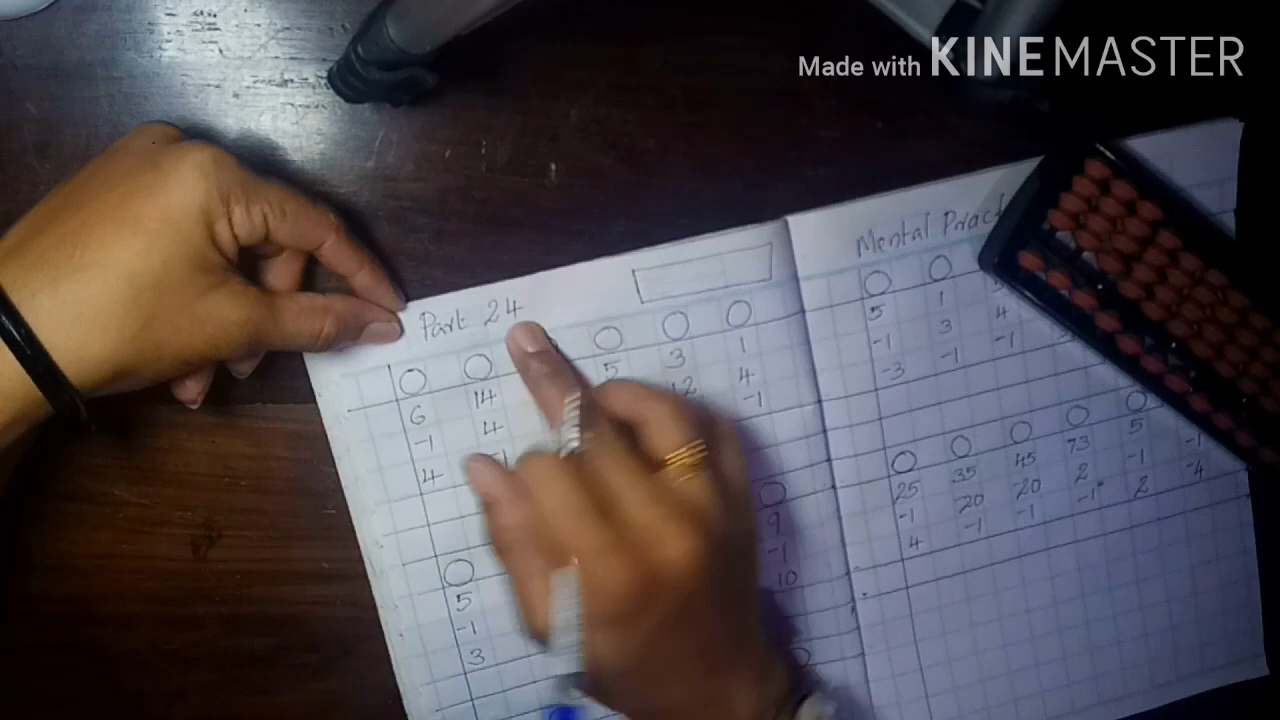 Made with KINEMASTER
Part 24
6 14 5 3 1
-1 4 12 4
4 -1
9
-1
5 10
-1
3
Mental Pract
5 1
-1 3 4
-3 -1 -1
25 35 45 73 5 -1
-1 20 -20 2 -1 -4
4 -1 -1 -1 2